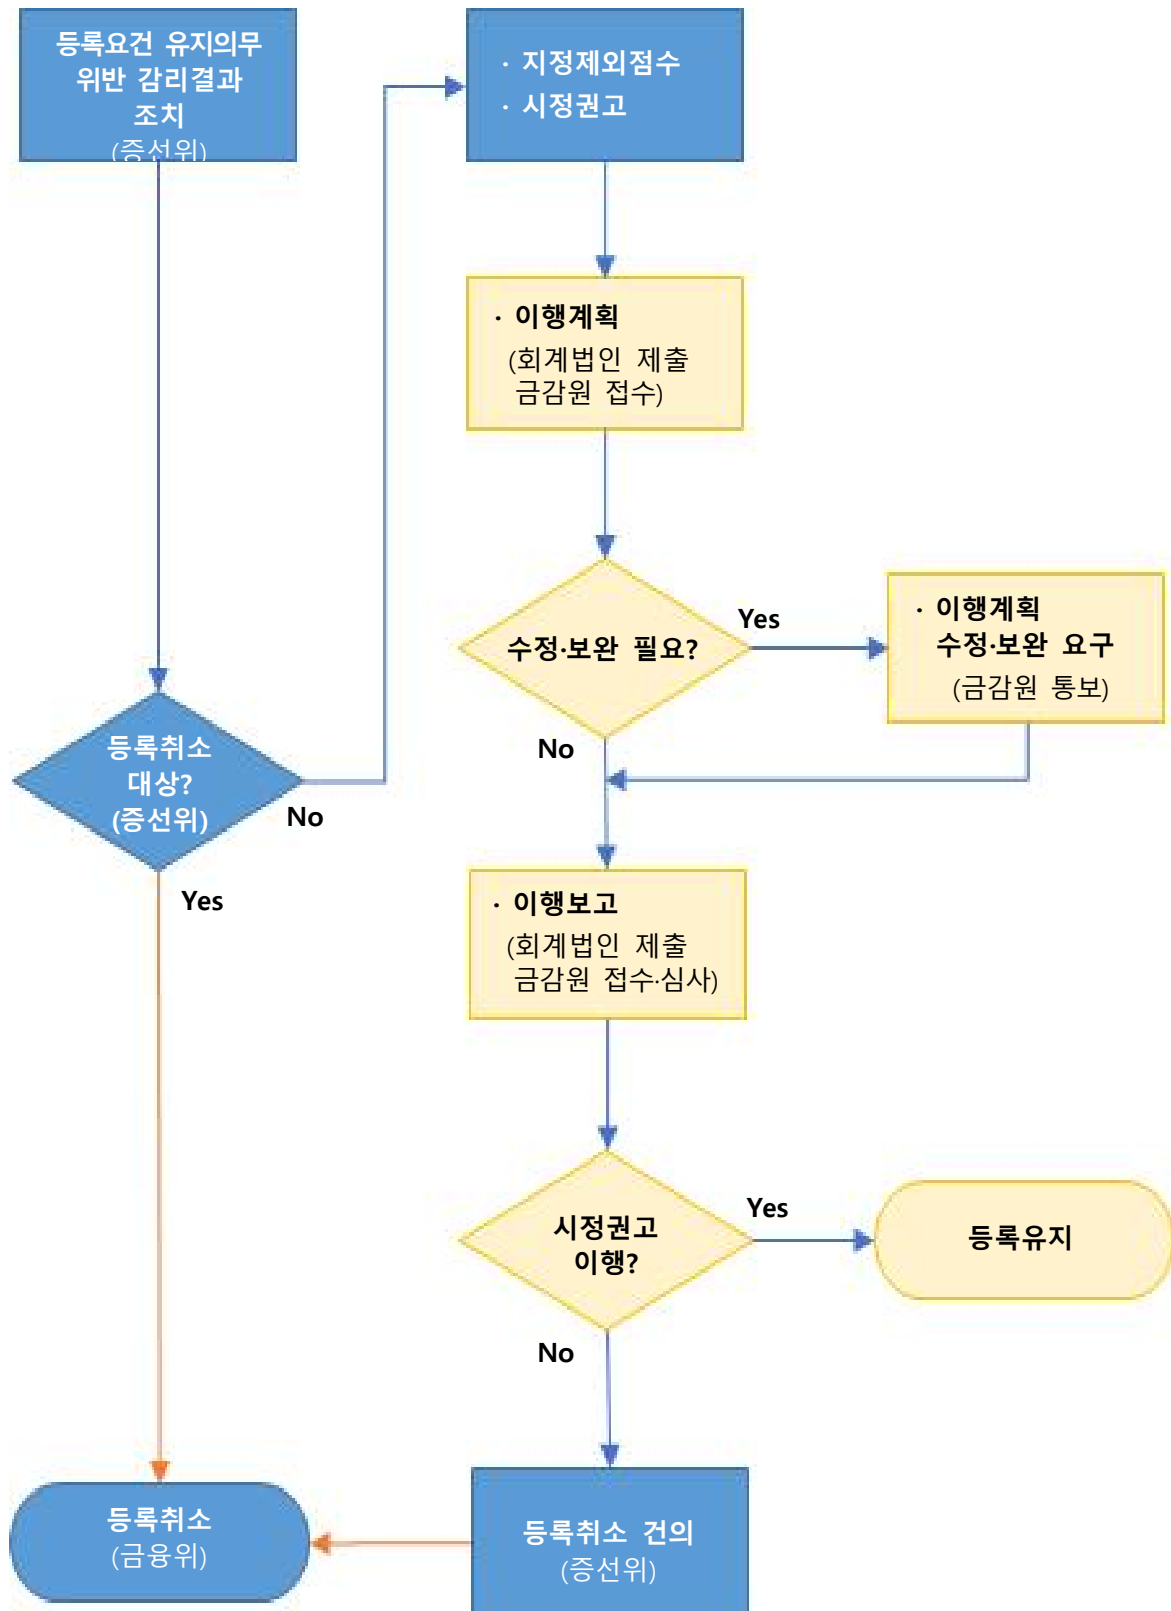 등록요건 유지의무
위반 감리결과
조치
(증선위)
· 지정제외점수
· 시정권고
· 이행계획
(회계법인 제출
금감원 접수)
수정·보완 필요?
Yes
· 이행계획
수정·보완 요구
(금감원 통보)
No
등록취소
대상?
(증선위)
No
Yes
· 이행보고
(회계법인 제출
금감원 접수·심사)
시정권고
이행?
Yes
등록유지
No
등록취소
(금융위)
등록취소 건의
(증선위)